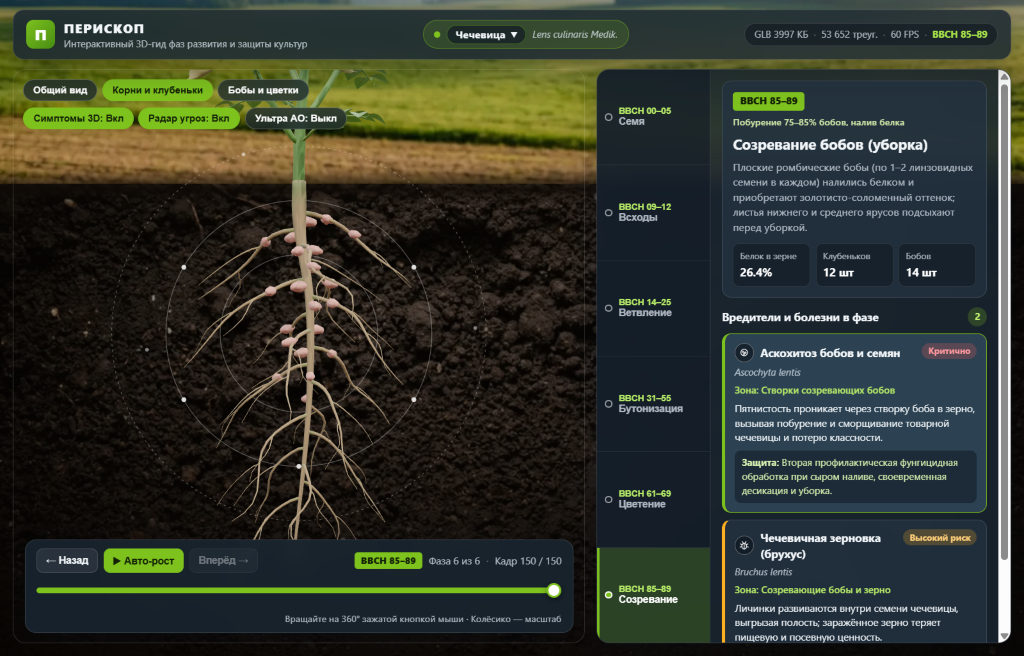 П
ПЕРИСКОП
Интерактивный 3D-гид фаз развития и защиты культур
Чечевица ▼
Lens culinaris Medik.
GLB 3997 КБ · 53 652 треуг. · 60 FPS · BBCH 85–89
Общий вид
Корни и клубеньки
Бобы и цветки
Симптомы 3D: Вкл
Радар угроз: Вкл
Ультра АО: Выкл
← Назад
▶ Авто-рост
Вперёд →
BBCH 85–89
Фаза 6 из 6 · Кадр 150 / 150
Вращайте на 360° зажатой кнопкой мыши · Колёсико — масштаб
BBCH 00–05
Семя
BBCH 09–12
Всходы
BBCH 14–25
Ветвление
BBCH 31–55
Бутонизация
BBCH 61–69
Цветение
BBCH 85–89
Созревание
BBCH 85–89
Побурение 75–85% бобов, налив белка
Созревание бобов (уборка)
Плоские ромбические бобы (по 1–2 линзовидных
семени в каждом) налились белком и
приобретают золотисто-соломенный оттенок;
листья нижнего и среднего ярусов подсыхают
перед уборкой.
Белок в зерне
26.4%
Клубеньков
12 шт
Бобов
14 шт
Вредители и болезни в фазе
2
Аскохитоз бобов и семян
Критично
Ascochyta lentis
Зона: Створки созревающих бобов
Пятнистость проникает через створку боба в зерно,
вызывая побурение и сморщивание товарной
чечевицы и потерю классности.
Защита: Вторая профилактическая фунгицидная
обработка при сыром наливе, своевременная
десикация и уборка.
Чечевичная зерновка
(брухус)
Высокий риск
Bruchus lentis
Зона: Созревающие бобы и зерно
Личинки развиваются внутри семени чечевицы,
выгрызая полость; заражённое зерно теряет
пищевую и посевную ценность.